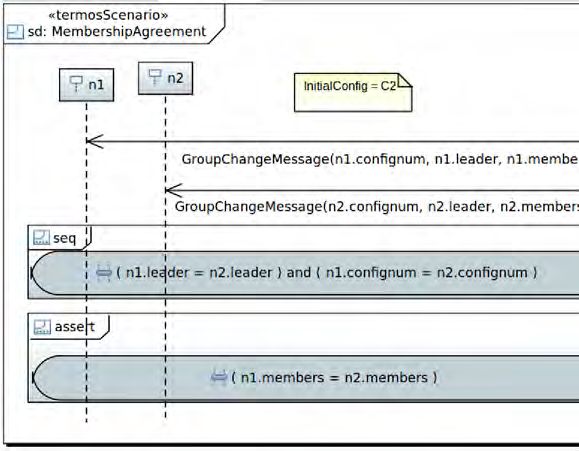 «termosScenario»
sd: MembershipAgreement
n1
n2
InitialConfig = C2
GroupChangeMessage(n1.confignum, n1.leader, n1.membe
GroupChangeMessage(n2.confignum, n2.leader, n2.members
seq
( n1.leader = n2.leader ) and ( n1.confignum = n2.confignum )
assert
( n1.members = n2.members )